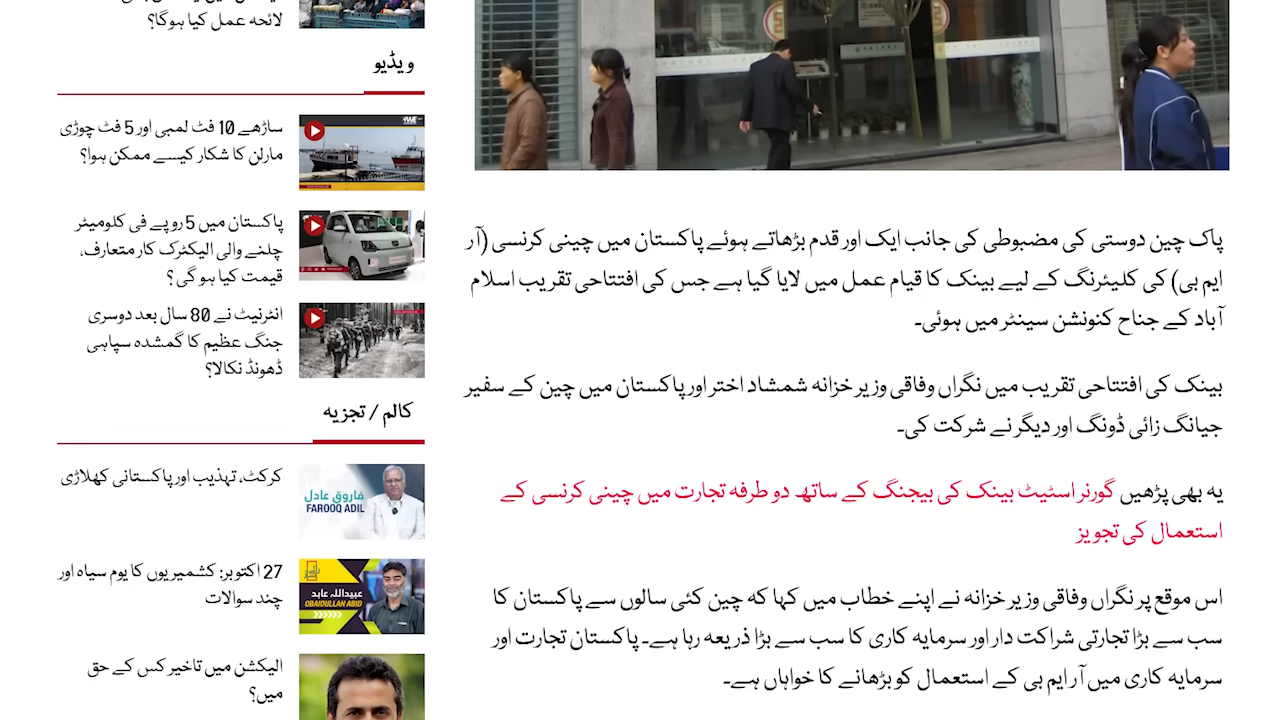 پاک چین دوستی کی مضبوطی کی جانب ایک اور قدم بڑھاتے ہوئے پاکستان میں چینی کرنسی (آر
ایم بی) کی کلیئرنگ کے لیے بینک کا قیام عمل میں لایا گیا ہے جس کی افتتاحی تقریب اسلام
آباد کے جناح کنونشن سینٹر میں ہوئی۔
بینک کی افتتاحی تقریب میں نگراں وفاقی وزیر خزانہ شمشاد اختر اور پاکستان میں چین کے سفیر
جیانگ زائی ڈونگ اور دیگر نے شرکت کی۔
یہ بھی پڑھیں گورنر اسٹیٹ بینک کی بیجنگ کے ساتھ دو طرفہ تجارت میں چینی کرنسی کے
استعمال کی تجویز
اس موقع پر نگراں وفاقی وزیر خزانہ نے اپنے خطاب میں کہا کہ چین کئی سالوں سے پاکستان کا
سب سے بڑا تجارتی شراکت دار اور سرمایہ کاری کا سب سے بڑا ذریعہ رہا ہے۔ پاکستان تجارت اور
سرمایہ کاری میں آر ایم بی کے استعمال کو بڑھانے کا خواہاں ہے۔
لائحہ عمل کیا ہوگا؟
ویڈیو
ساڑھے 10 فٹ لمبی اور 5 فٹ چوڑی
مارلن کا شکار کیسے ممکن ہوا؟
پاکستان میں 5 روپے فی کلومیٹر
چلنے والی الیکٹرک کار متعارف،
قیمت کیا ہو گی؟
انٹرنیٹ نے 80 سال بعد دوسری
جنگ عظیم کا گمشدہ سپاہی
ڈھونڈ نکالا؟
کالم / تجزیہ
کرکٹ، تہذیب اور پاکستانی کھلاڑی
فاروق عادل
FAROOQ ADIL
27 اکتوبر: کشمیریوں کا یوم سیاہ اور
چند سوالات
عبیداللہ عابد
OBAIDULLAH ABID
الیکشن میں تاخیر کس کے حق
میں؟